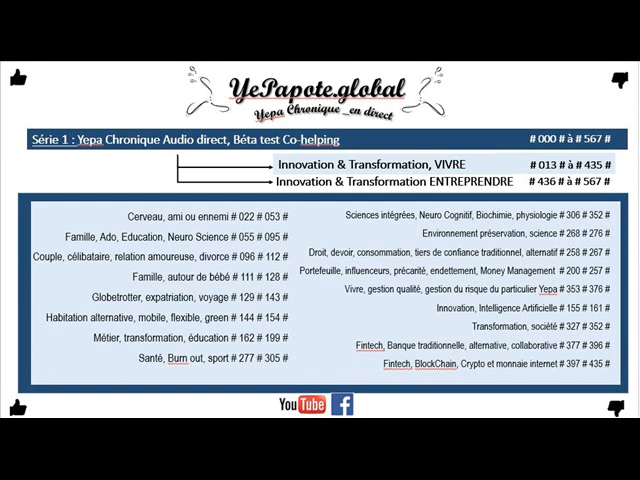 YePapote.global
Yepa Chronique _en direct
Série 1 : Yepa Chronique Audio direct, Béta test Co-helping # 000 # à # 567 #
Innovation & Transformation, VIVRE # 013 # à # 435 #
Innovation & Transformation ENTREPRENDRE # 436 # à # 567 #
Cerveau, ami ou ennemi # 022 # 053 #
Famille, Ado, Education, Neuro Science # 055 # 095 #
Couple, célibataire, relation amoureuse, divorce # 096 # 112 #
Famille, autour de bébé # 111 # 128 #
Globetrotter, expatriation, voyage # 129 # 143 #
Habitation alternative, mobile, flexible, green # 144 # 154 #
Métier, transformation, éducation # 162 # 199 #
Santé, Burn out, sport # 277 # 305 #
Sciences intégrées, Neuro Cognitif, Biochimie, physiologie # 306 # 352 #
Environnement préservation, science # 268 # 276 #
Droit, devoir, consommation, tiers de confiance traditionnel, alternatif # 258 # 267 #
Portefeuille, influenceurs, précarité, endettement, Money Management # 200 # 257 #
Vivre, gestion qualité, gestion du risque du particulier Yepa # 353 # 376 #
Innovation, Intelligence Artificielle # 155 # 161 #
Transformation, société # 327 # 352 #
Fintech, Banque traditionnelle, alternative, collaborative # 377 # 396 #
Fintech, BlockChain, Crypto et monnaie internet # 397 # 435 #
YouTube f